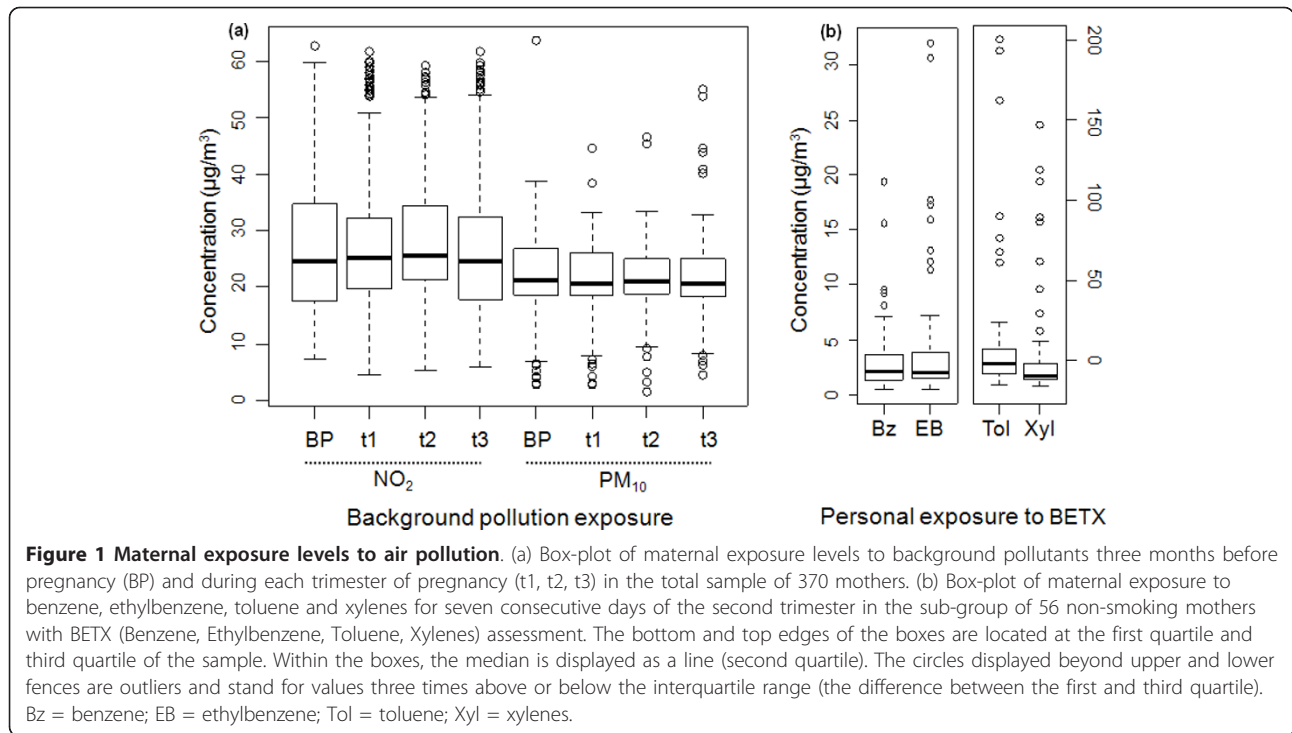 (a)
Concentration (µg/m³)
60
50
40
30
20
10
0
BP t1 t2 t3 BP t1 t2 t3
NO₂ PM₁₀
Background pollution exposure
(b)
Concentration (µg/m³)
30
25
20
15
10
5
0
200
150
100
50
0
Bz EB Tol Xyl
Personal exposure to BETX
Figure 1 Maternal exposure levels to air pollution. (a) Box-plot of maternal exposure levels to background pollutants three months before
pregnancy (BP) and during each trimester of pregnancy (t1, t2, t3) in the total sample of 370 mothers. (b) Box-plot of maternal exposure to
benzene, ethylbenzene, toluene and xylenes for seven consecutive days of the second trimester in the sub-group of 56 non-smoking mothers
with BETX (Benzene, Ethylbenzene, Toluene, Xylenes) assessment. The bottom and top edges of the boxes are located at the first quartile and
third quartile of the sample. Within the boxes, the median is displayed as a line (second quartile). The circles displayed beyond upper and lower
fences are outliers and stand for values three times above or below the interquartile range (the difference between the first and third quartile).
Bz = benzene; EB = ethylbenzene; Tol = toluene; Xyl = xylenes.